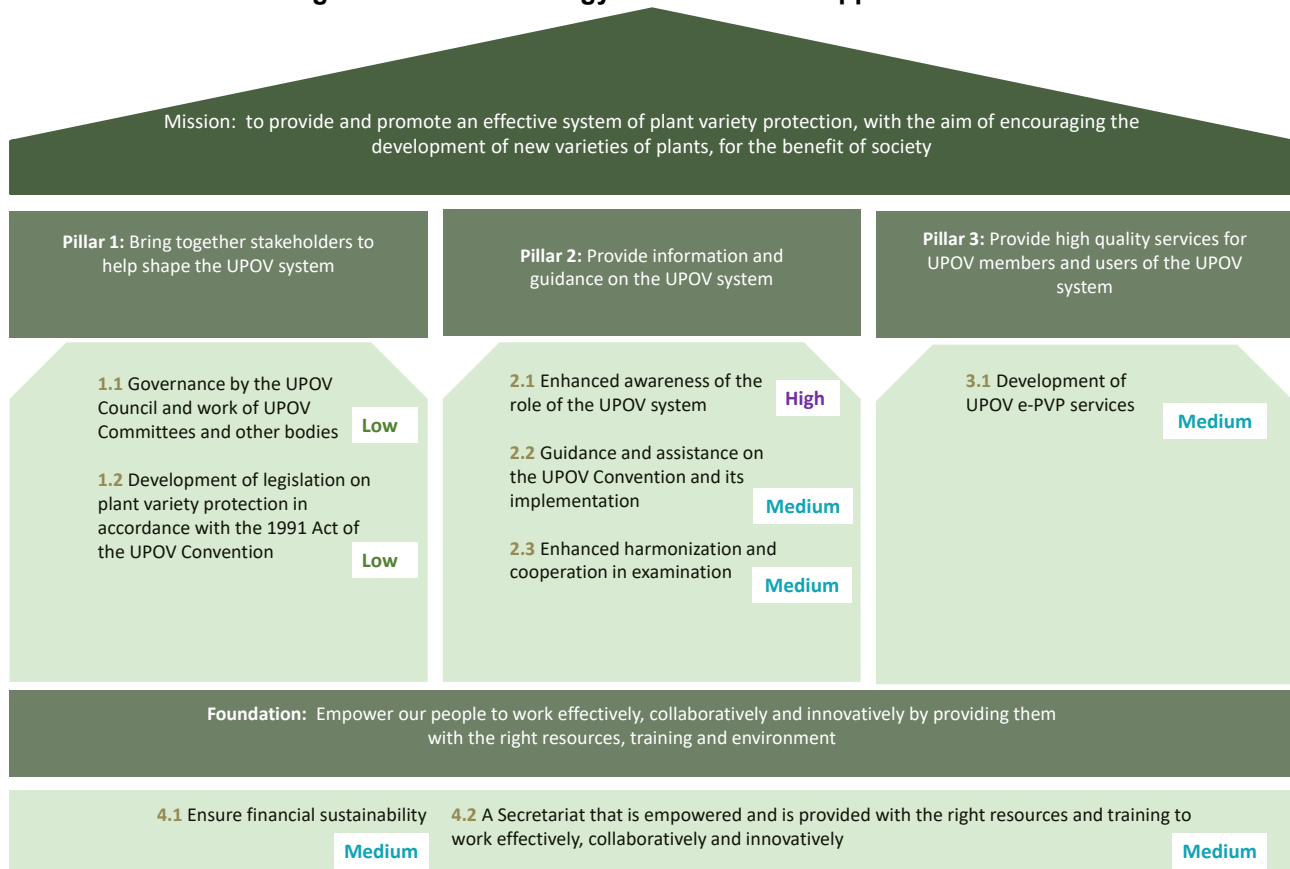 Mission: to provide and promote an effective system of plant variety protection, with the aim of encouraging the
development of new varieties of plants, for the benefit of society
Pillar 1: Bring together stakeholders to
help shape the UPOV system
Pillar 2: Provide information and
guidance on the UPOV system
Pillar 3: Provide high quality services for
UPOV members and users of the UPOV
system
1.1 Governance by the UPOV
Council and work of UPOV
Committees and other bodies
Low
1.2 Development of legislation on
plant variety protection in
accordance with the 1991 Act of
the UPOV Convention
Low
2.1 Enhanced awareness of the
role of the UPOV system
High
2.2 Guidance and assistance on
the UPOV Convention and its
implementation
Medium
2.3 Enhanced harmonization and
cooperation in examination
Medium
3.1 Development of
UPOV e-PVP services
Medium
Foundation: Empower our people to work effectively, collaboratively and innovatively by providing them
with the right resources, training and environment
4.1 Ensure financial sustainability
Medium
4.2 A Secretariat that is empowered and is provided with the right resources and training to
work effectively, collaboratively and innovatively
Medium